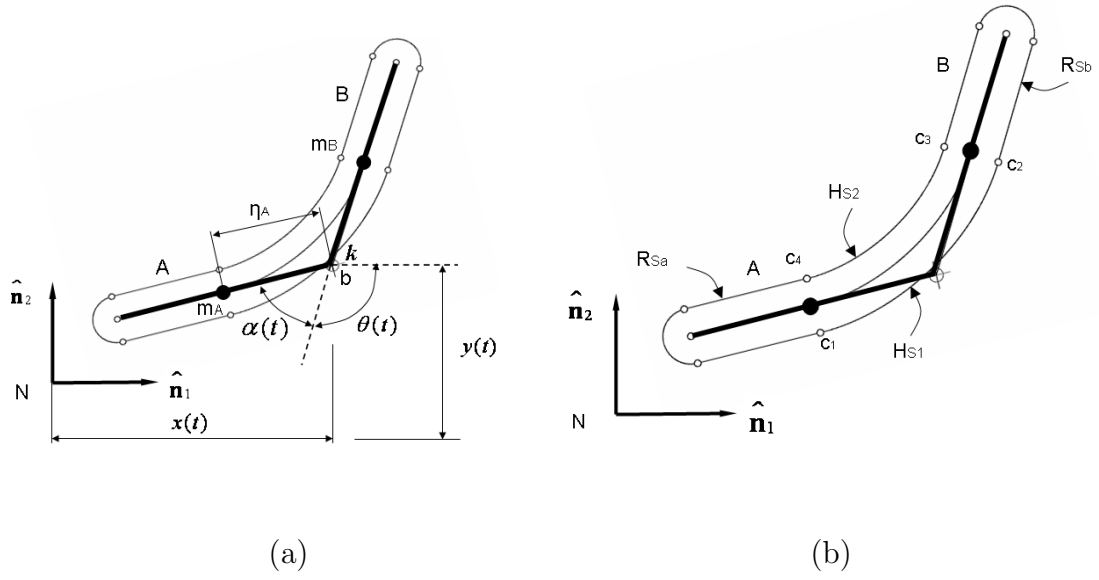 B
mB
ηA
A
k
b
mA
α(t)
θ(t)
n̂2
y(t)
N
n̂1
x(t)
(a)
B
RSb
c3
c2
HS2
RSa
A
c4
n̂2
c1
HS1
N
n̂1
(b)